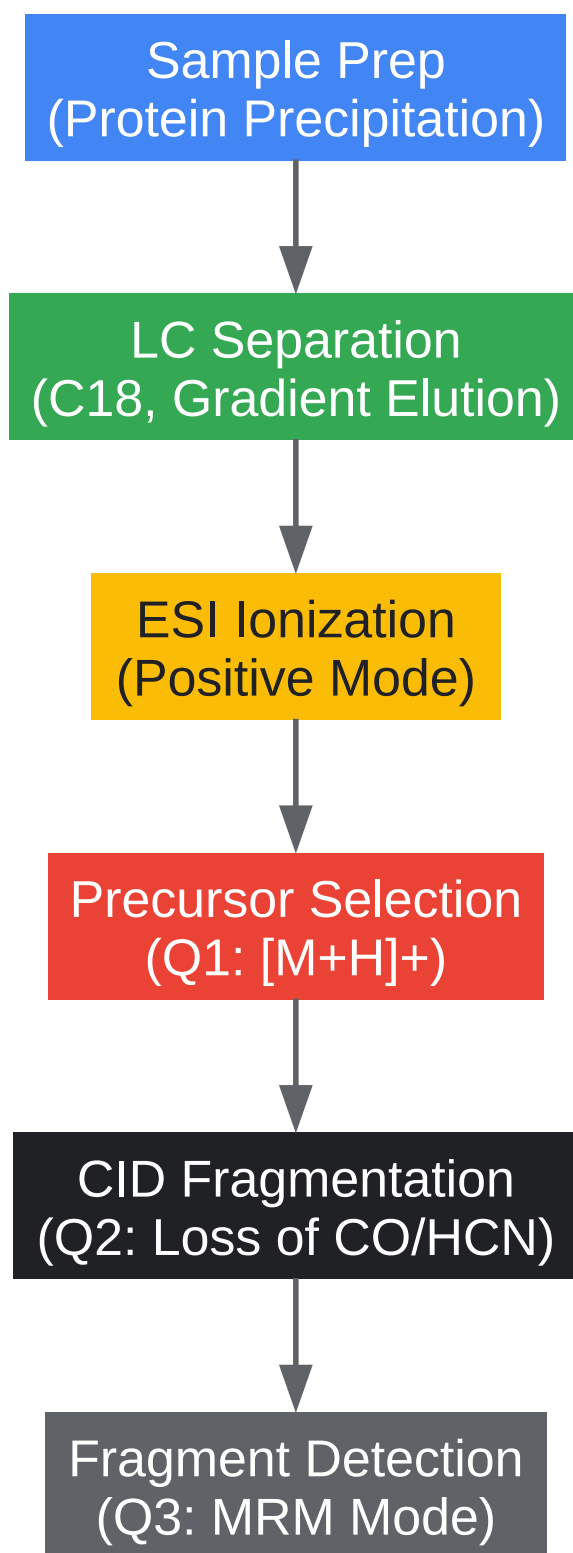 Sample Prep
(Protein Precipitation)
LC Separation
(C18, Gradient Elution)
ESI Ionization
(Positive Mode)
Precursor Selection
(Q1: [M+H]+)
CID Fragmentation
(Q2: Loss of CO/HCN)
Fragment Detection
(Q3: MRM Mode)